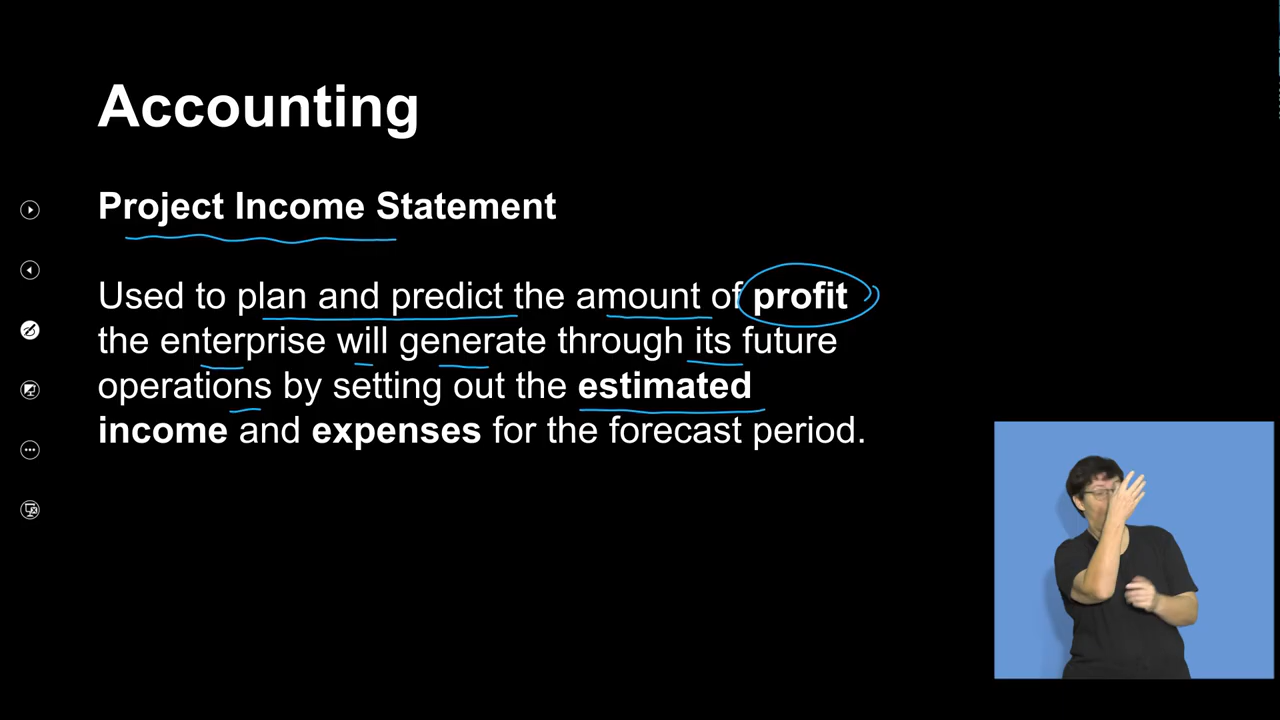 Accounting
Project Income Statement
Used to plan and predict the amount of profit
the enterprise will generate through its future
operations by setting out the estimated
income and expenses for the forecast period.